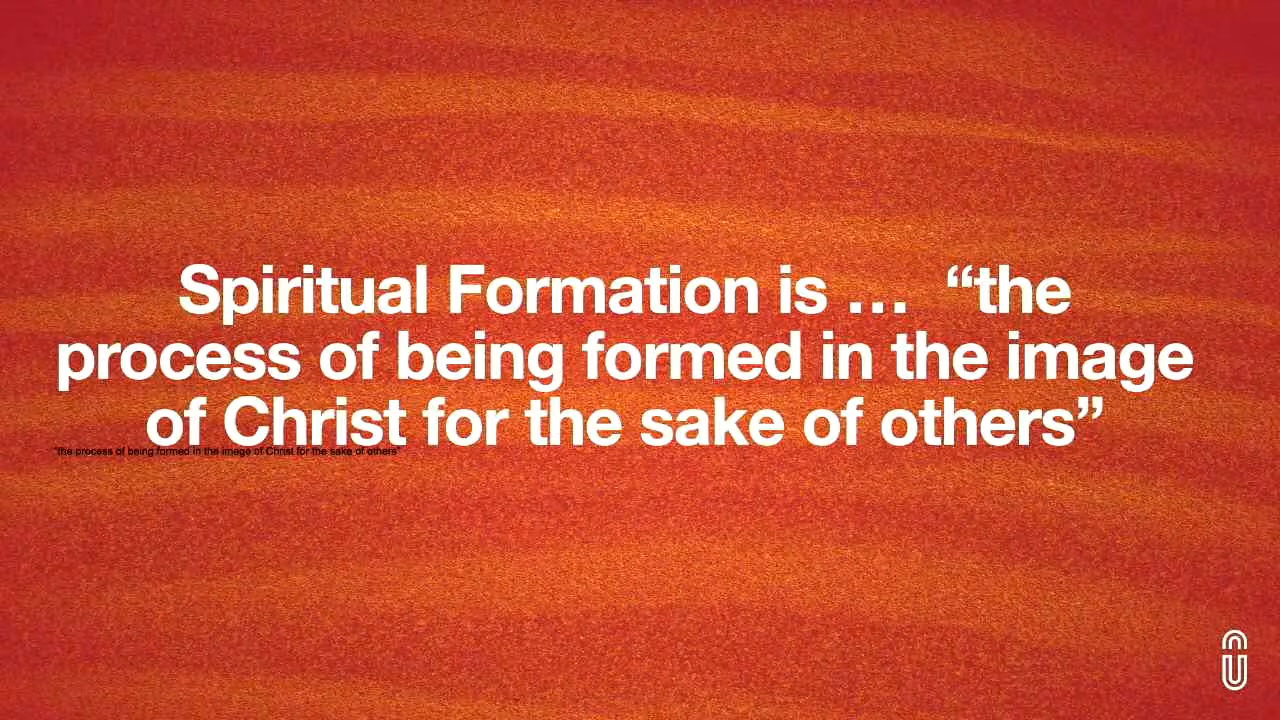 Spiritual Formation is … “the
process of being formed in the image
of Christ for the sake of others”
"the process of being formed in the image of Christ for the sake of others"